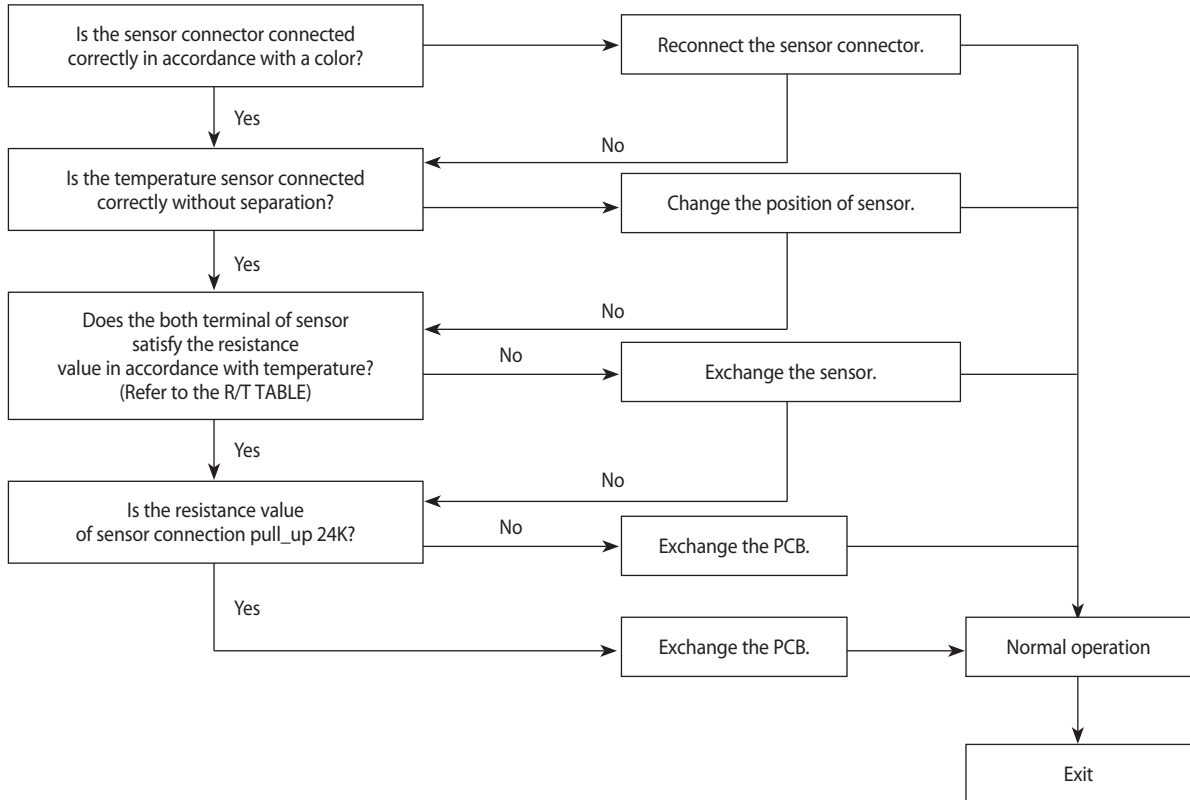 Is the sensor connector connected
correctly in accordance with a color?
Reconnect the sensor connector.
Yes
No
Is the temperature sensor connected
correctly without separation?
Change the position of sensor.
Yes
No
Does the both terminal of sensor
satisfy the resistance
value in accordance with temperature?
(Refer to the R/T TABLE)
No
Exchange the sensor.
Yes
No
Is the resistance value
of sensor connection pull_up 24K?
No
Exchange the PCB.
Yes
Exchange the PCB.
Normal operation
Exit